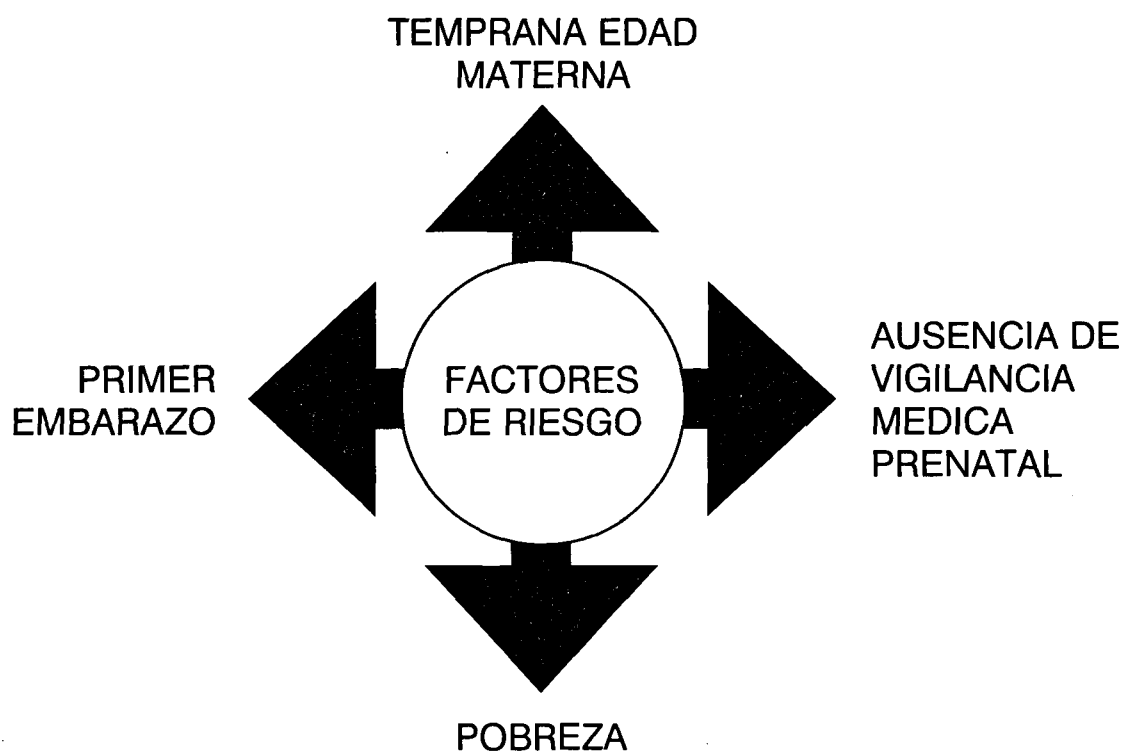 TEMPRANA EDAD
MATERNA
PRIMER
EMBARAZO
FACTORES
DE RIESGO
AUSENCIA DE
VIGILANCIA
MEDICA
PRENATAL
POBREZA